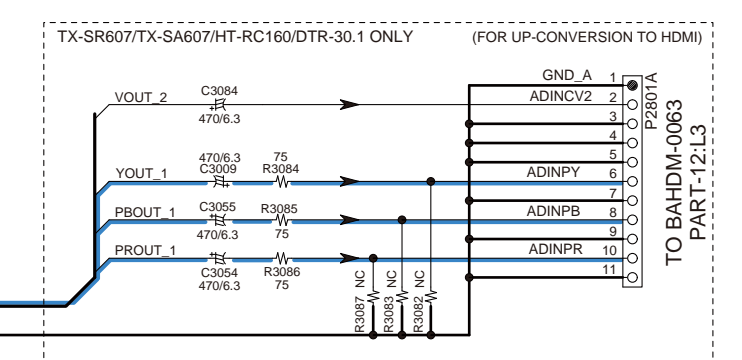 TX-SR607/TX-SA607/HT-RC160/DTR-30.1 ONLY
(FOR UP-CONVERSION TO HDMI)
GND_A 1
P2801A
VOUT_2
C3084
+
470/6.3
ADINCV2 2
3
4
5
YOUT_1
470/6.3
C3009
+
75
R3084
ADINPY 6
7
PBOUT_1
C3055
+
470/6.3
R3085
75
ADINPB 8
9
PROUT_1
+
C3054
470/6.3
R3086
75
ADINPR 10
11
R3087 NC
R3083 NC
R3082 NC
TO BAHDM-0063
PART-12:L3